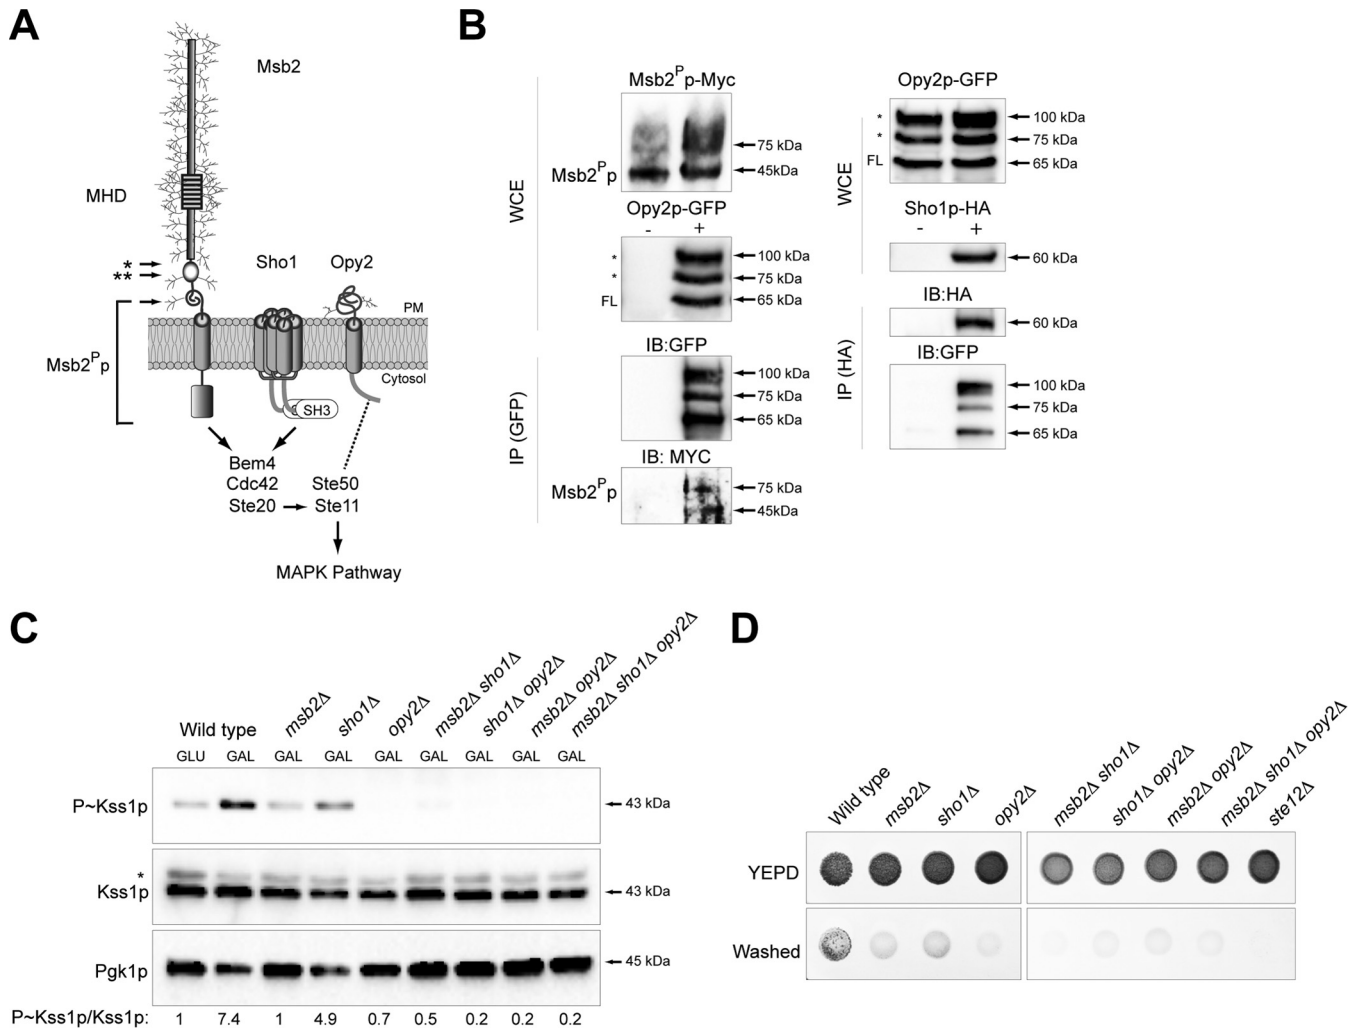 A
Msb2
MHD
*
**
Sho1
Opy2
PM
Msb2ᴾp
Cytosol
SH3
Bem4
Cdc42
Ste20
Ste50
Ste11
MAPK Pathway
B
WCE
Msb2ᴾp-Myc
75 kDa
Msb2ᴾp
45kDa
Opy2p-GFP
- +
* 100 kDa
* 75 kDa
FL 65 kDa
IP (GFP)
IB:GFP
100 kDa
75 kDa
65 kDa
IB: MYC
Msb2ᴾp
75 kDa
45kDa
WCE
Opy2p-GFP
* 100 kDa
* 75 kDa
FL 65 kDa
Sho1p-HA
- +
60 kDa
IP (HA)
IB:HA
60 kDa
IB:GFP
100 kDa
75 kDa
65 kDa
C
Wild type
msb2Δ
sho1Δ
opy2Δ
msb2Δ sho1Δ
sho1Δ opy2Δ
msb2Δ opy2Δ
msb2Δ sho1Δ opy2Δ
GLU GAL GAL GAL GAL GAL GAL GAL GAL
P~Kss1p 43 kDa
*
Kss1p 43 kDa
Pgk1p 45 kDa
P~Kss1p/Kss1p: 1 7.4 1 4.9 0.7 0.5 0.2 0.2 0.2
D
Wild type
msb2Δ
sho1Δ
opy2Δ
msb2Δ sho1Δ
sho1Δ opy2Δ
msb2Δ opy2Δ
msb2Δ sho1Δ opy2Δ
ste12Δ
YEPD
Washed